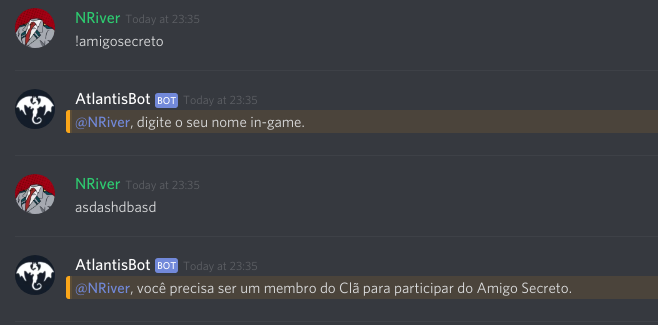 NRiver Today at 23:35
!amigosecreto
AtlantisBot BOT Today at 23:35
@NRiver, digite o seu nome in-game.
NRiver Today at 23:35
asdashdbasd
AtlantisBot BOT Today at 23:35
@NRiver, você precisa ser um membro do Clã para participar do Amigo Secreto.